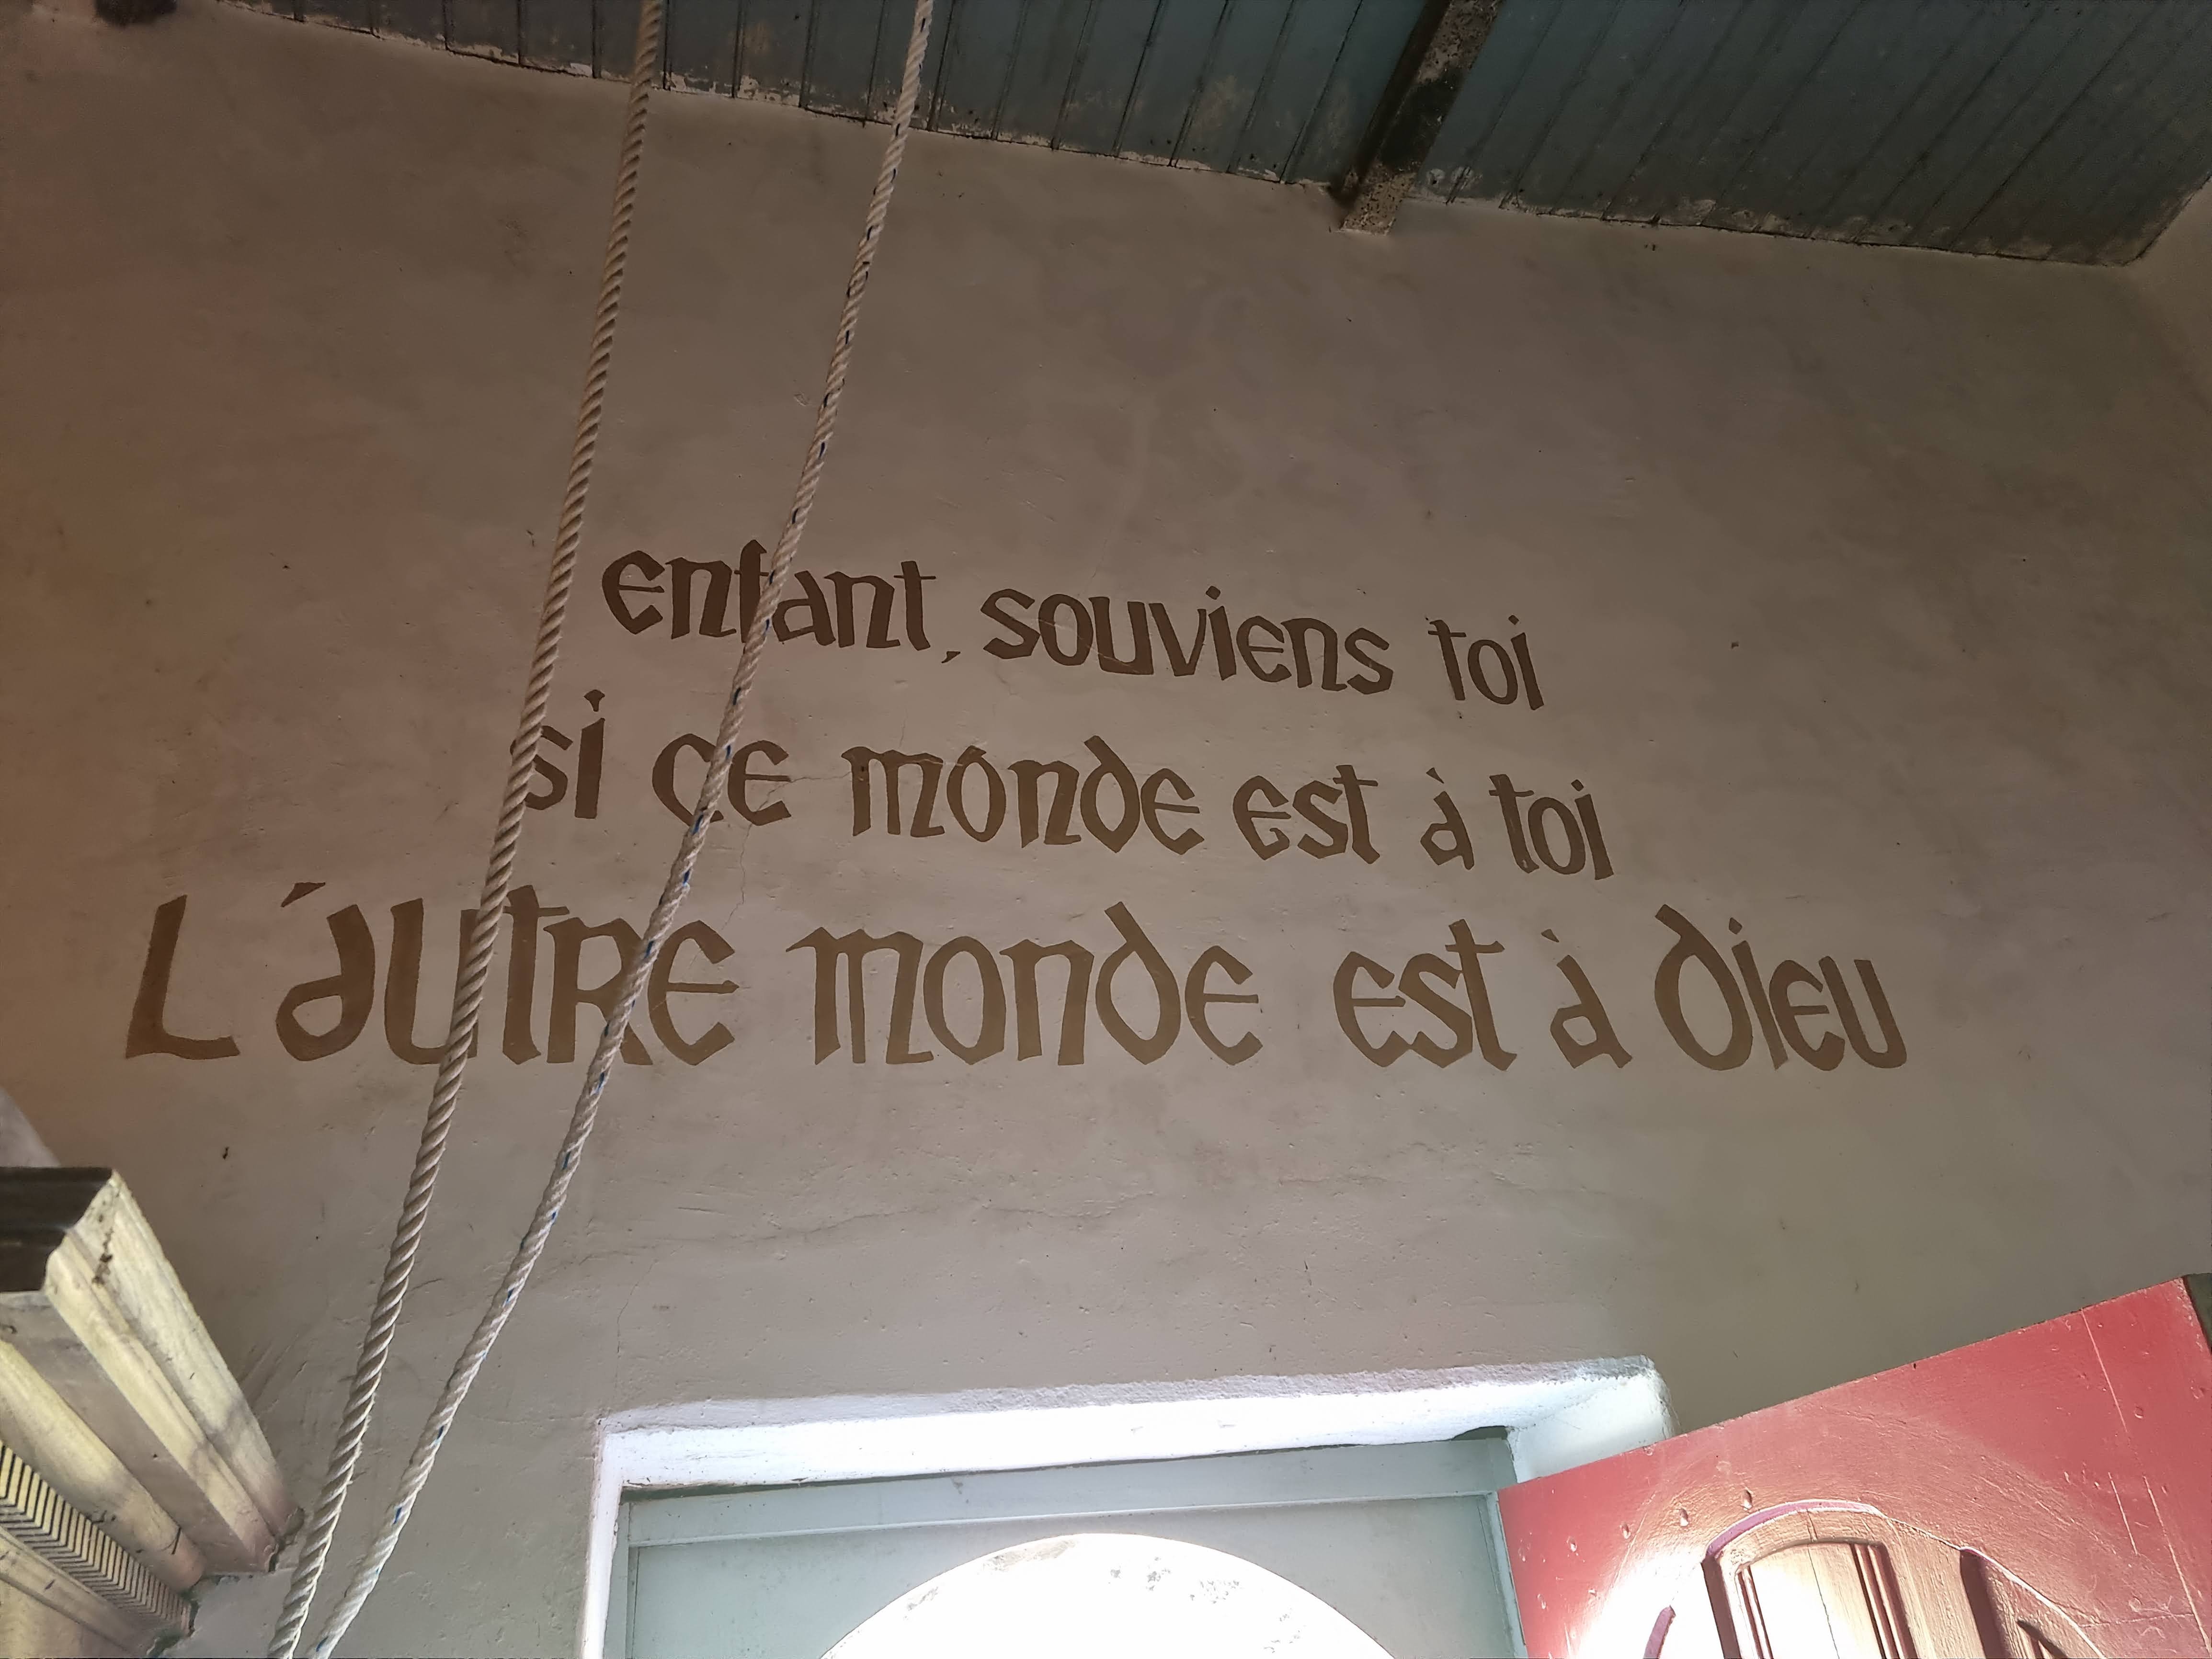 enfant, souviens toi
si ce monde est à toi
L'autRe monde est à Dieu